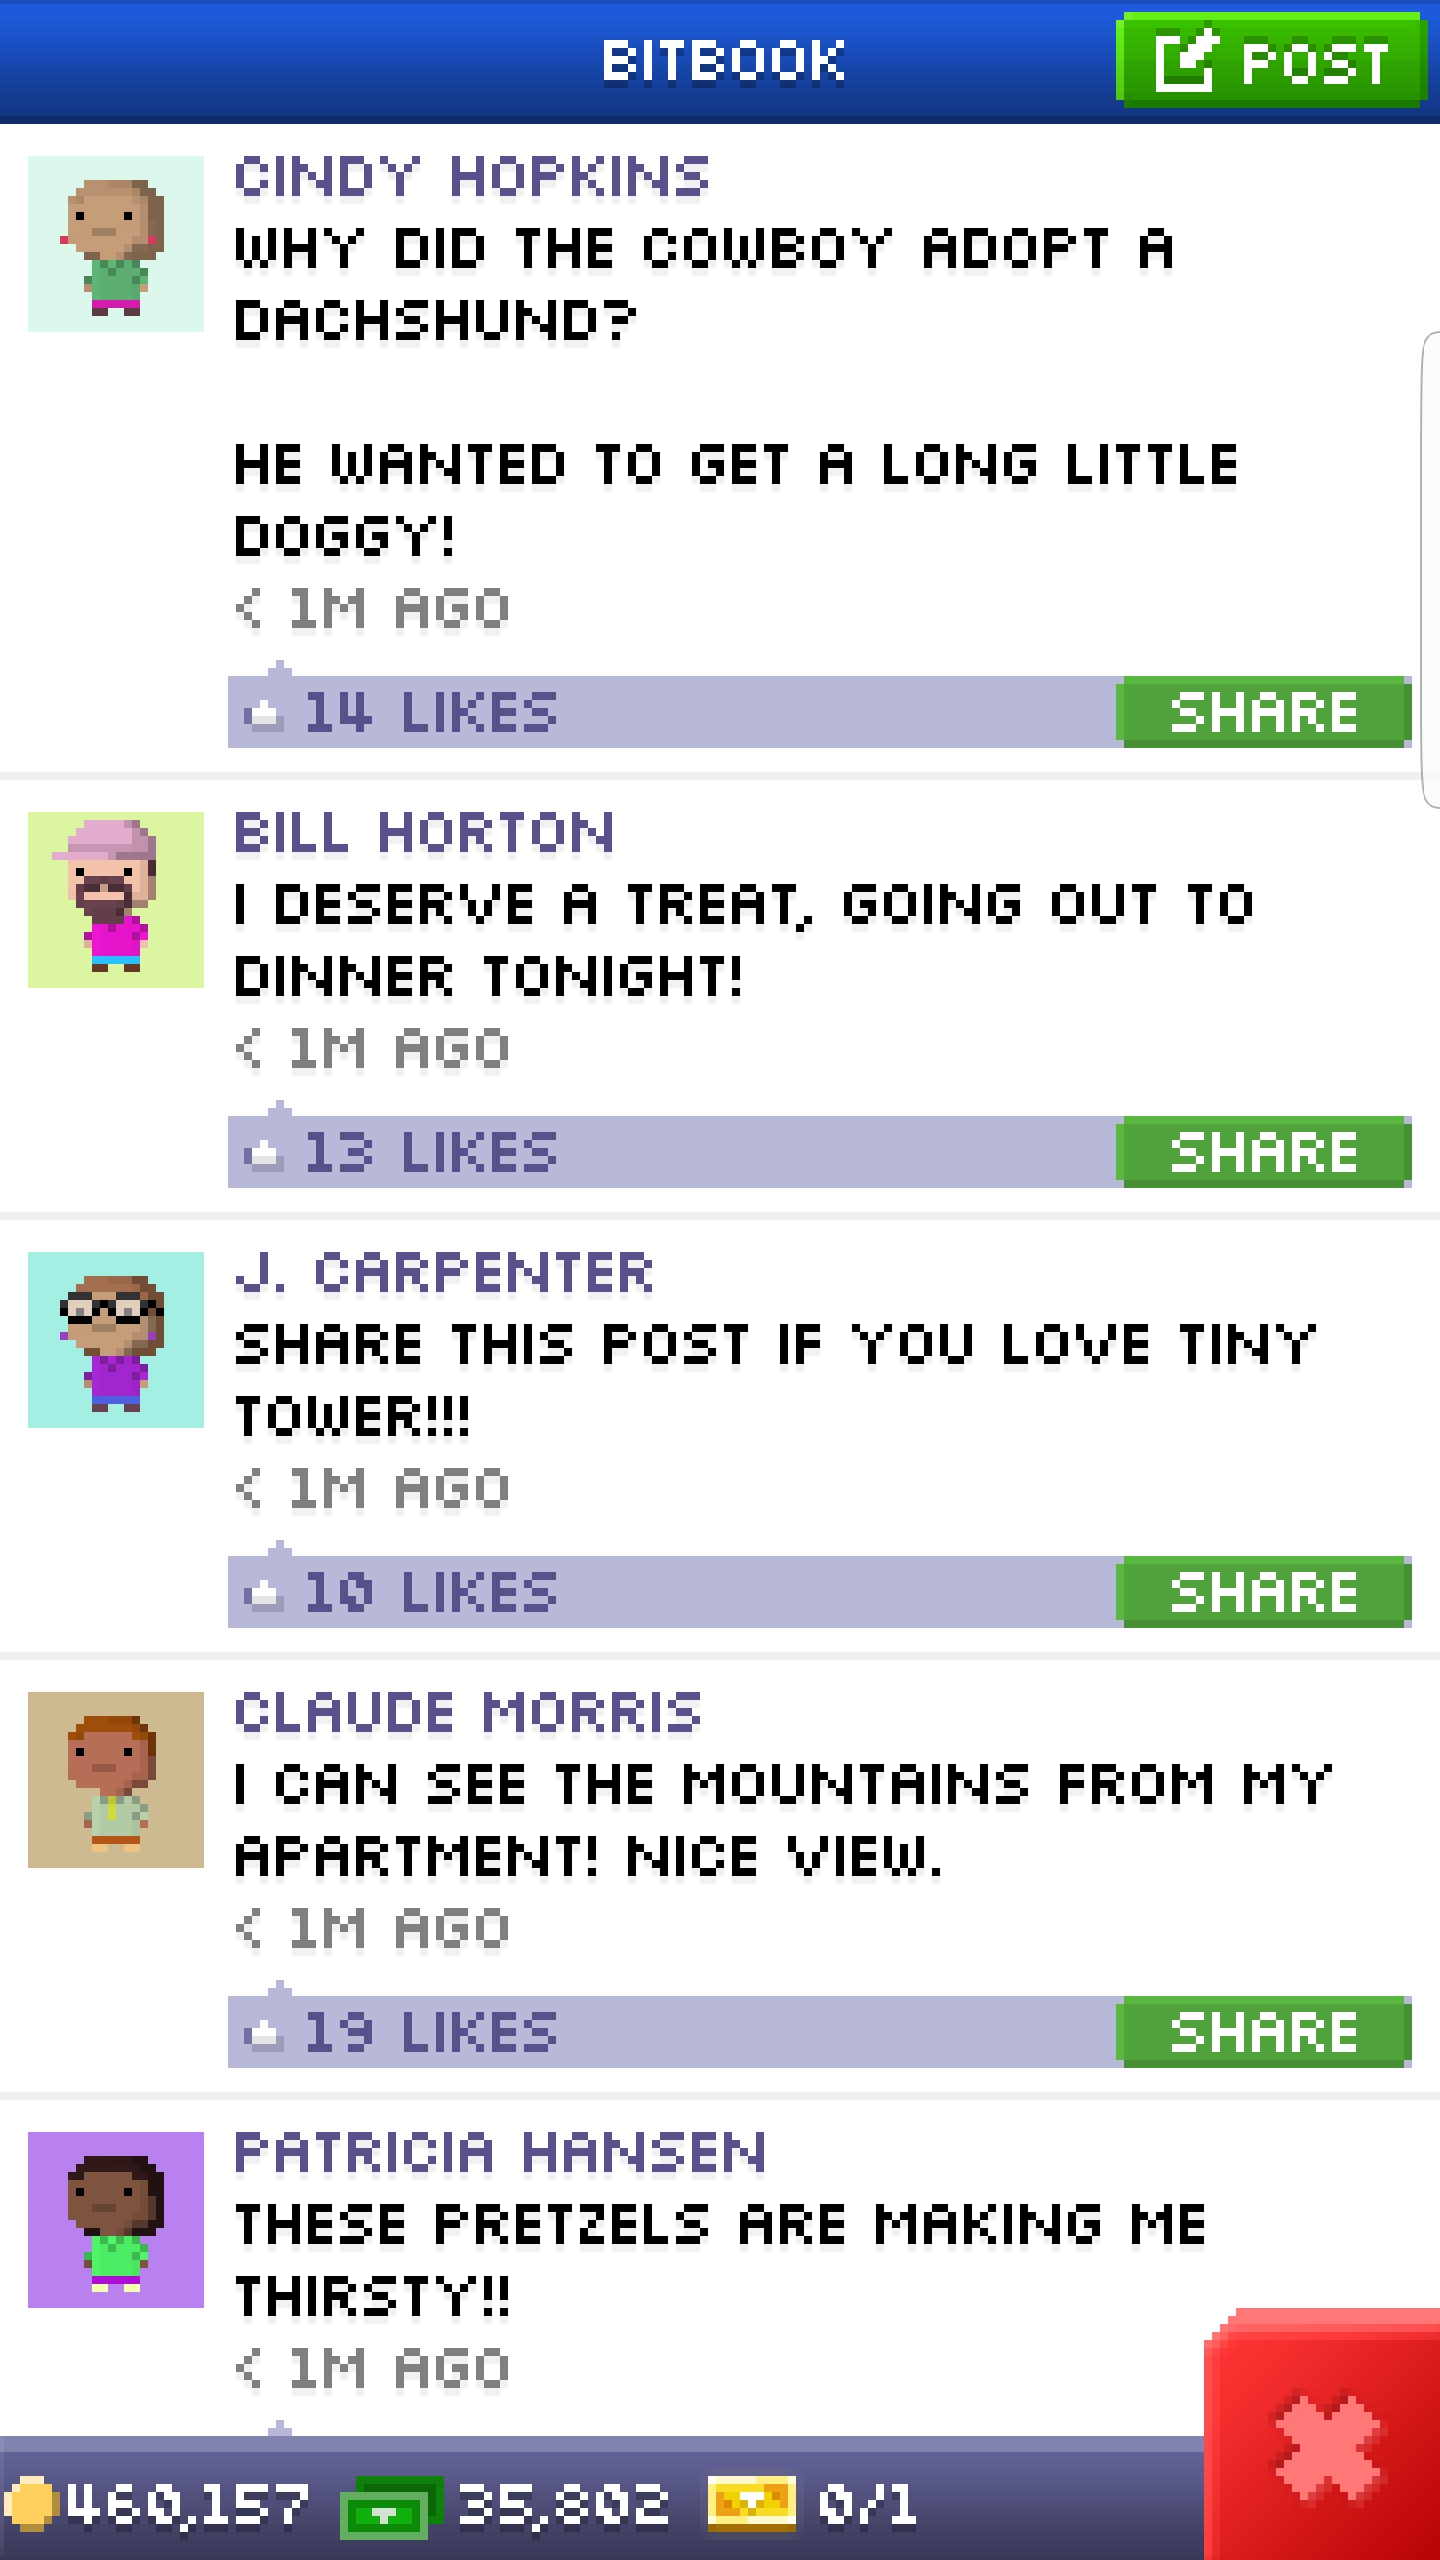 BITBOOK
POST
CINDY HOPKINS
WHY DID THE COWBOY ADOPT A
DACHSHUND?
HE WANTED TO GET A LONG LITTLE
DOGGY!
< 1M AGO
14 LIKES
SHARE
BILL HORTON
I DESERVE A TREAT, GOING OUT TO
DINNER TONIGHT!
< 1M AGO
13 LIKES
SHARE
J. CARPENTER
SHARE THIS POST IF YOU LOVE TINY
TOWER!!!
< 1M AGO
10 LIKES
SHARE
CLAUDE MORRIS
I CAN SEE THE MOUNTAINS FROM MY
APARTMENT! NICE VIEW.
< 1M AGO
19 LIKES
SHARE
PATRICIA HANSEN
THESE PRETZELS ARE MAKING ME
THIRSTY!!
< 1M AGO
460,157
35,802
0/1